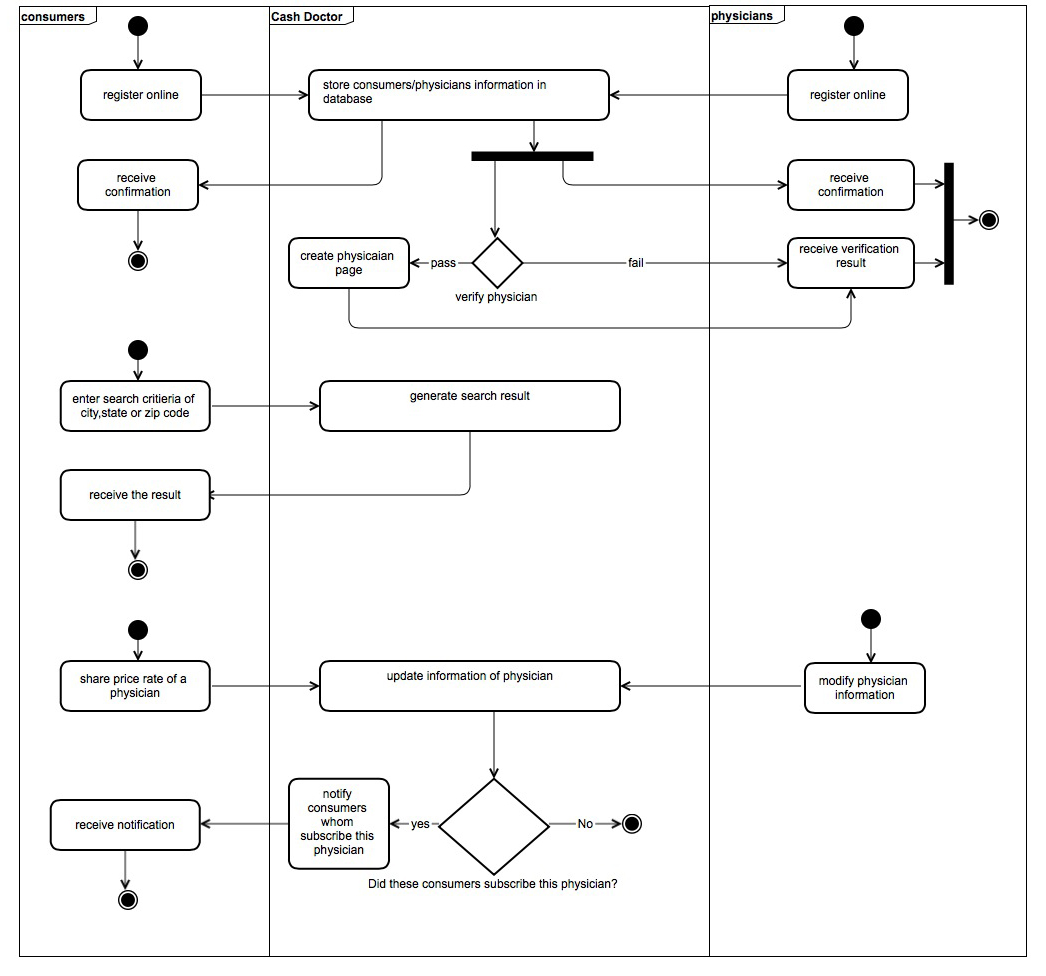 consumers
Cash Doctor
physicians
register online
store consumers/physicians information in
database
register online
receive
confirmation
receive
confirmation
create physicaian
page
pass
fail
receive verification
result
verify physician
enter search critieria of
city,state or zip code
generate search result
receive the result
share price rate of a
physician
update information of physician
modify physician
information
notify
consumers
whom
subscribe this
physician
receive notification
yes
No
Did these consumers subscribe this physician?